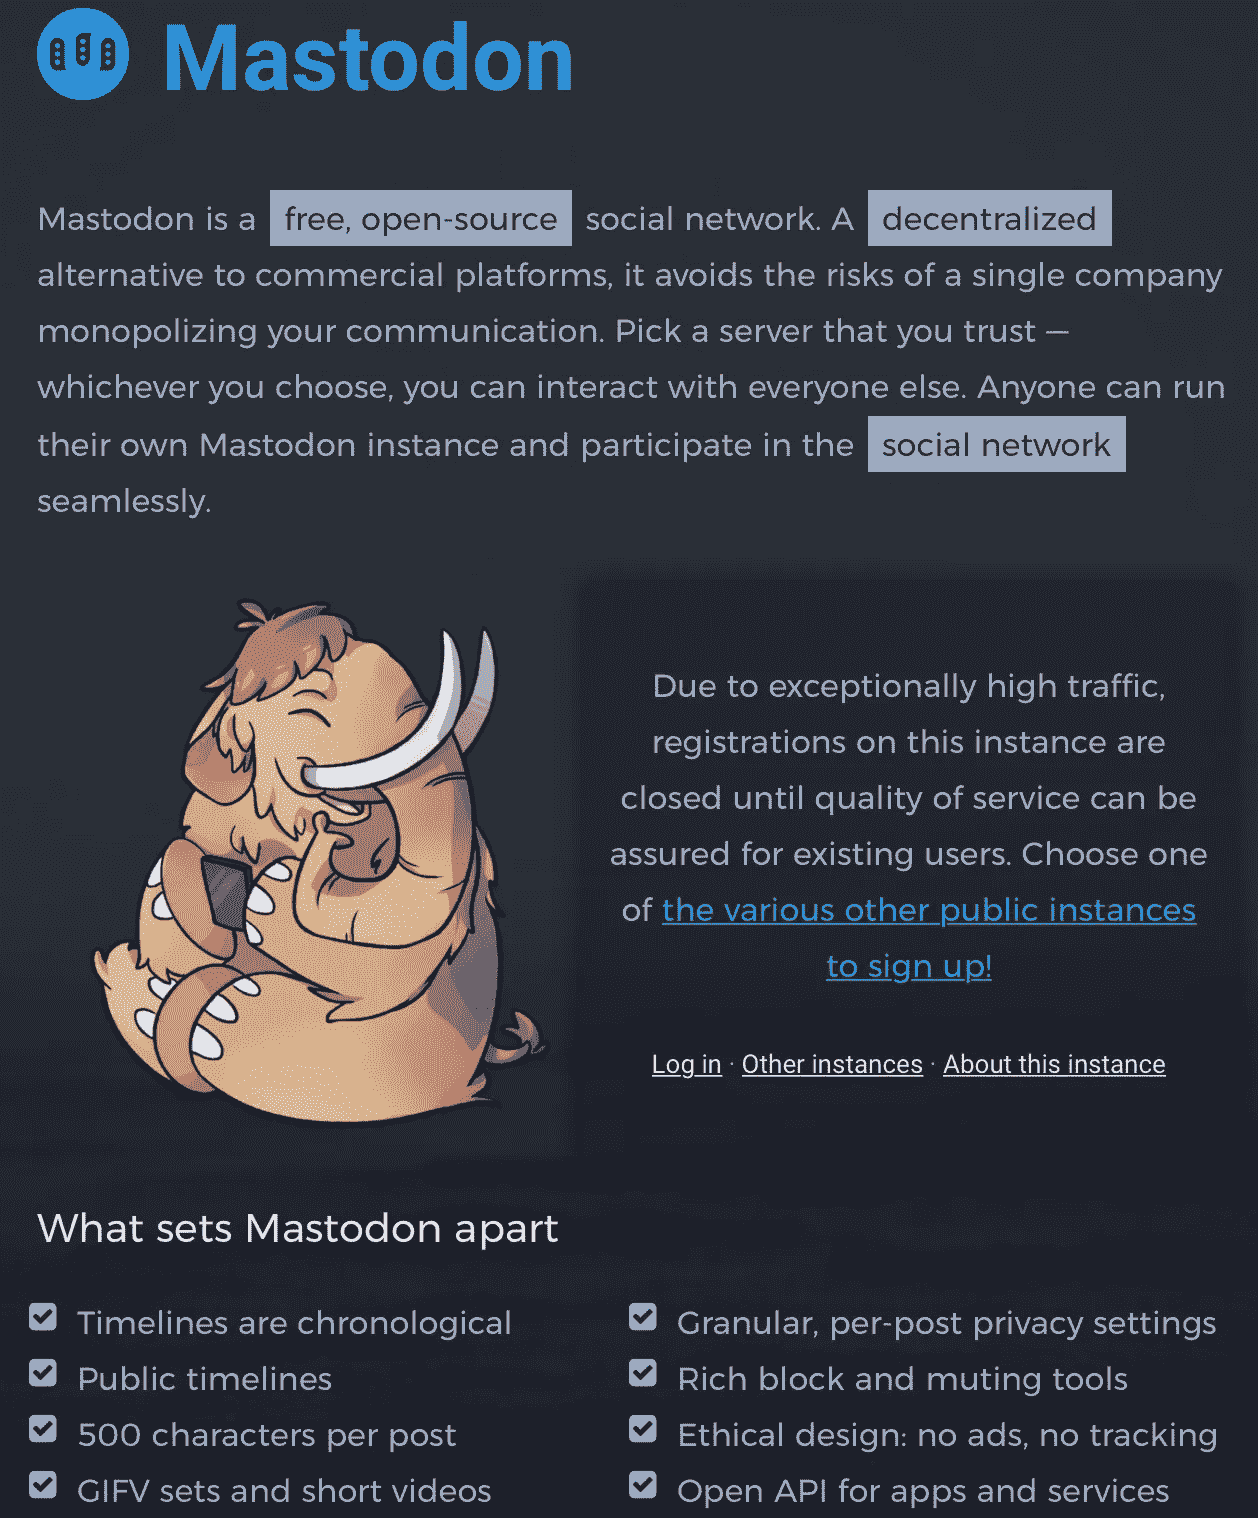 Mastodon
Mastodon is a free, open-source social network. A decentralized
alternative to commercial platforms, it avoids the risks of a single company
monopolizing your communication. Pick a server that you trust —
whichever you choose, you can interact with everyone else. Anyone can run
their own Mastodon instance and participate in the social network
seamlessly.
Due to exceptionally high traffic,
registrations on this instance are
closed until quality of service can be
assured for existing users. Choose one
of the various other public instances
to sign up!
Log in · Other instances · About this instance
What sets Mastodon apart
Timelines are chronological
Public timelines
500 characters per post
GIFV sets and short videos
Granular, per-post privacy settings
Rich block and muting tools
Ethical design: no ads, no tracking
Open API for apps and services